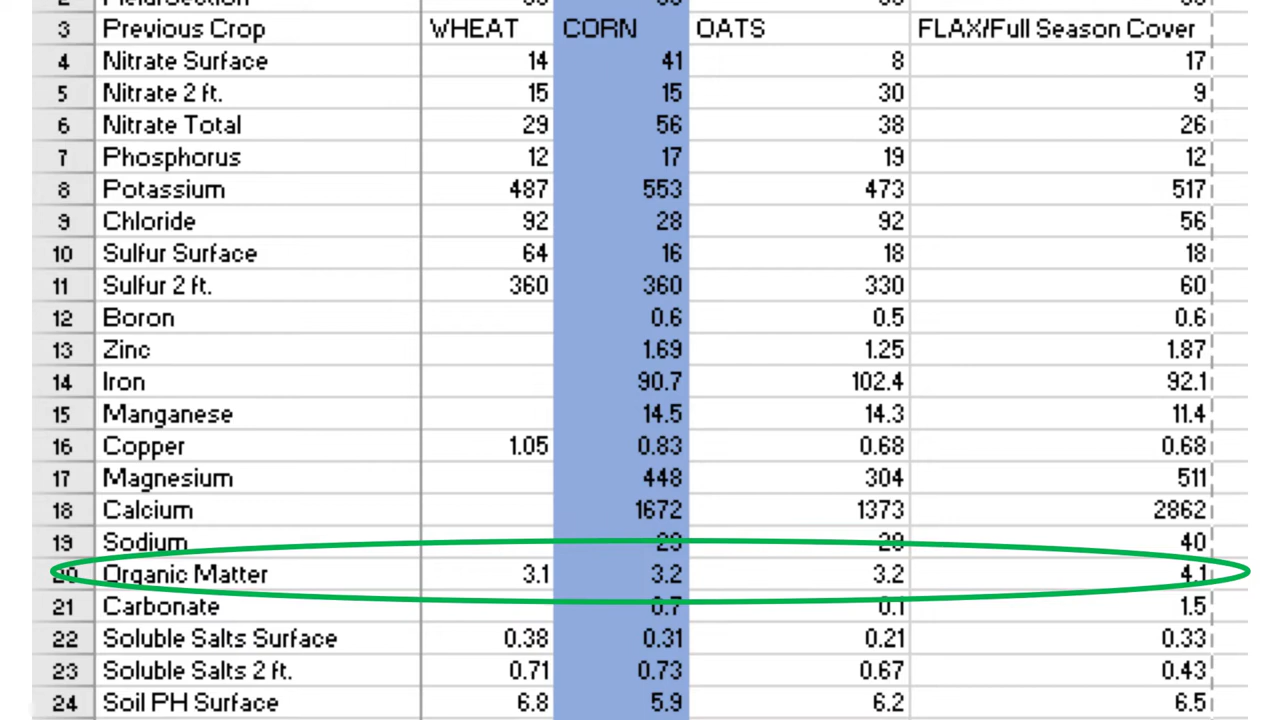 3 Previous Crop WHEAT CORN OATS FLAX/Full Season Cover
4 Nitrate Surface 14 41 8 17
5 Nitrate 2 ft. 15 15 30 9
6 Nitrate Total 29 56 38 26
7 Phosphorus 12 17 19 12
8 Potassium 487 553 473 517
9 Chloride 92 28 92 56
10 Sulfur Surface 64 16 18 18
11 Sulfur 2 ft. 360 360 330 60
12 Boron 0.6 0.5 0.6
13 Zinc 1.69 1.25 1.87
14 Iron 90.7 102.4 92.1
15 Manganese 14.5 14.3 11.4
16 Copper 1.05 0.83 0.68 0.68
17 Magnesium 448 304 511
18 Calcium 1672 1373 2862
19 Sodium 40
20 Organic Matter 3.1 3.2 3.2 4.1
21 Carbonate 0.7 0.1 1.5
22 Soluble Salts Surface 0.38 0.31 0.21 0.33
23 Soluble Salts 2 ft. 0.71 0.73 0.67 0.43
24 Soil PH Surface 6.8 5.9 6.2 6.5